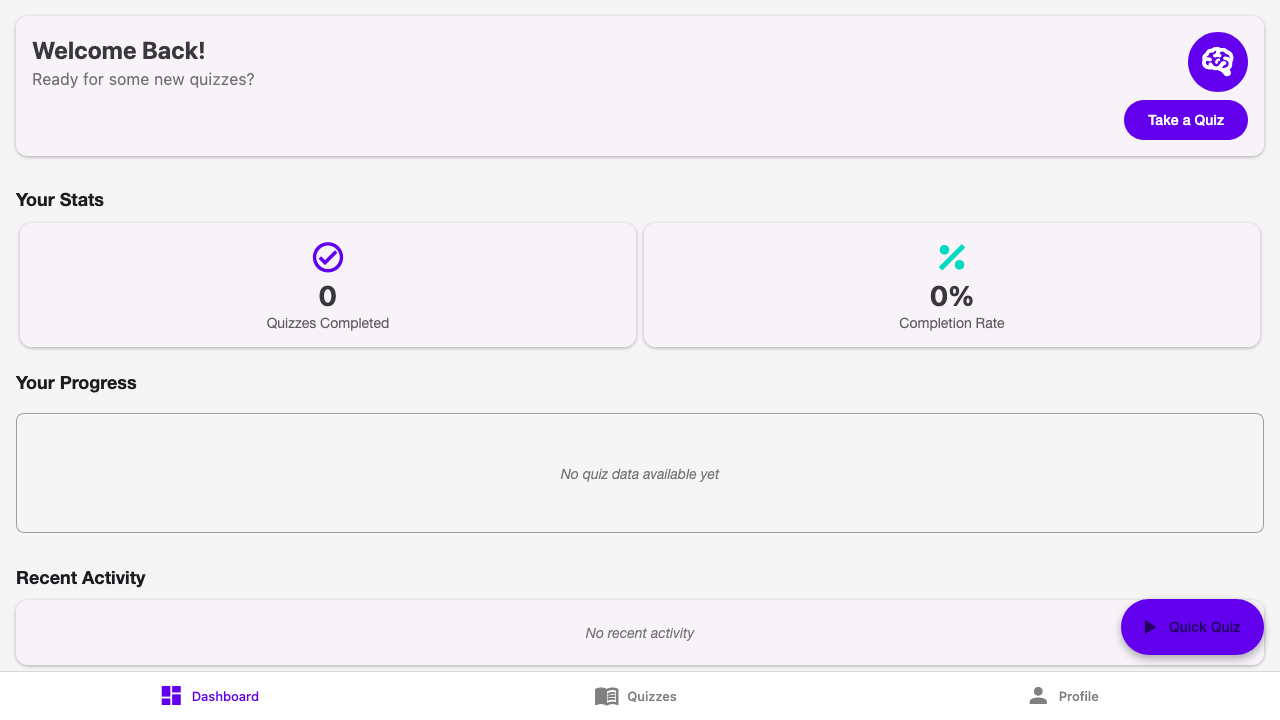 Welcome Back!
Ready for some new quizzes?
Take a Quiz
Your Stats
0
Quizzes Completed
0%
Completion Rate
Your Progress
No quiz data available yet
Recent Activity
No recent activity
Quick Quiz
Dashboard
Quizzes
Profile